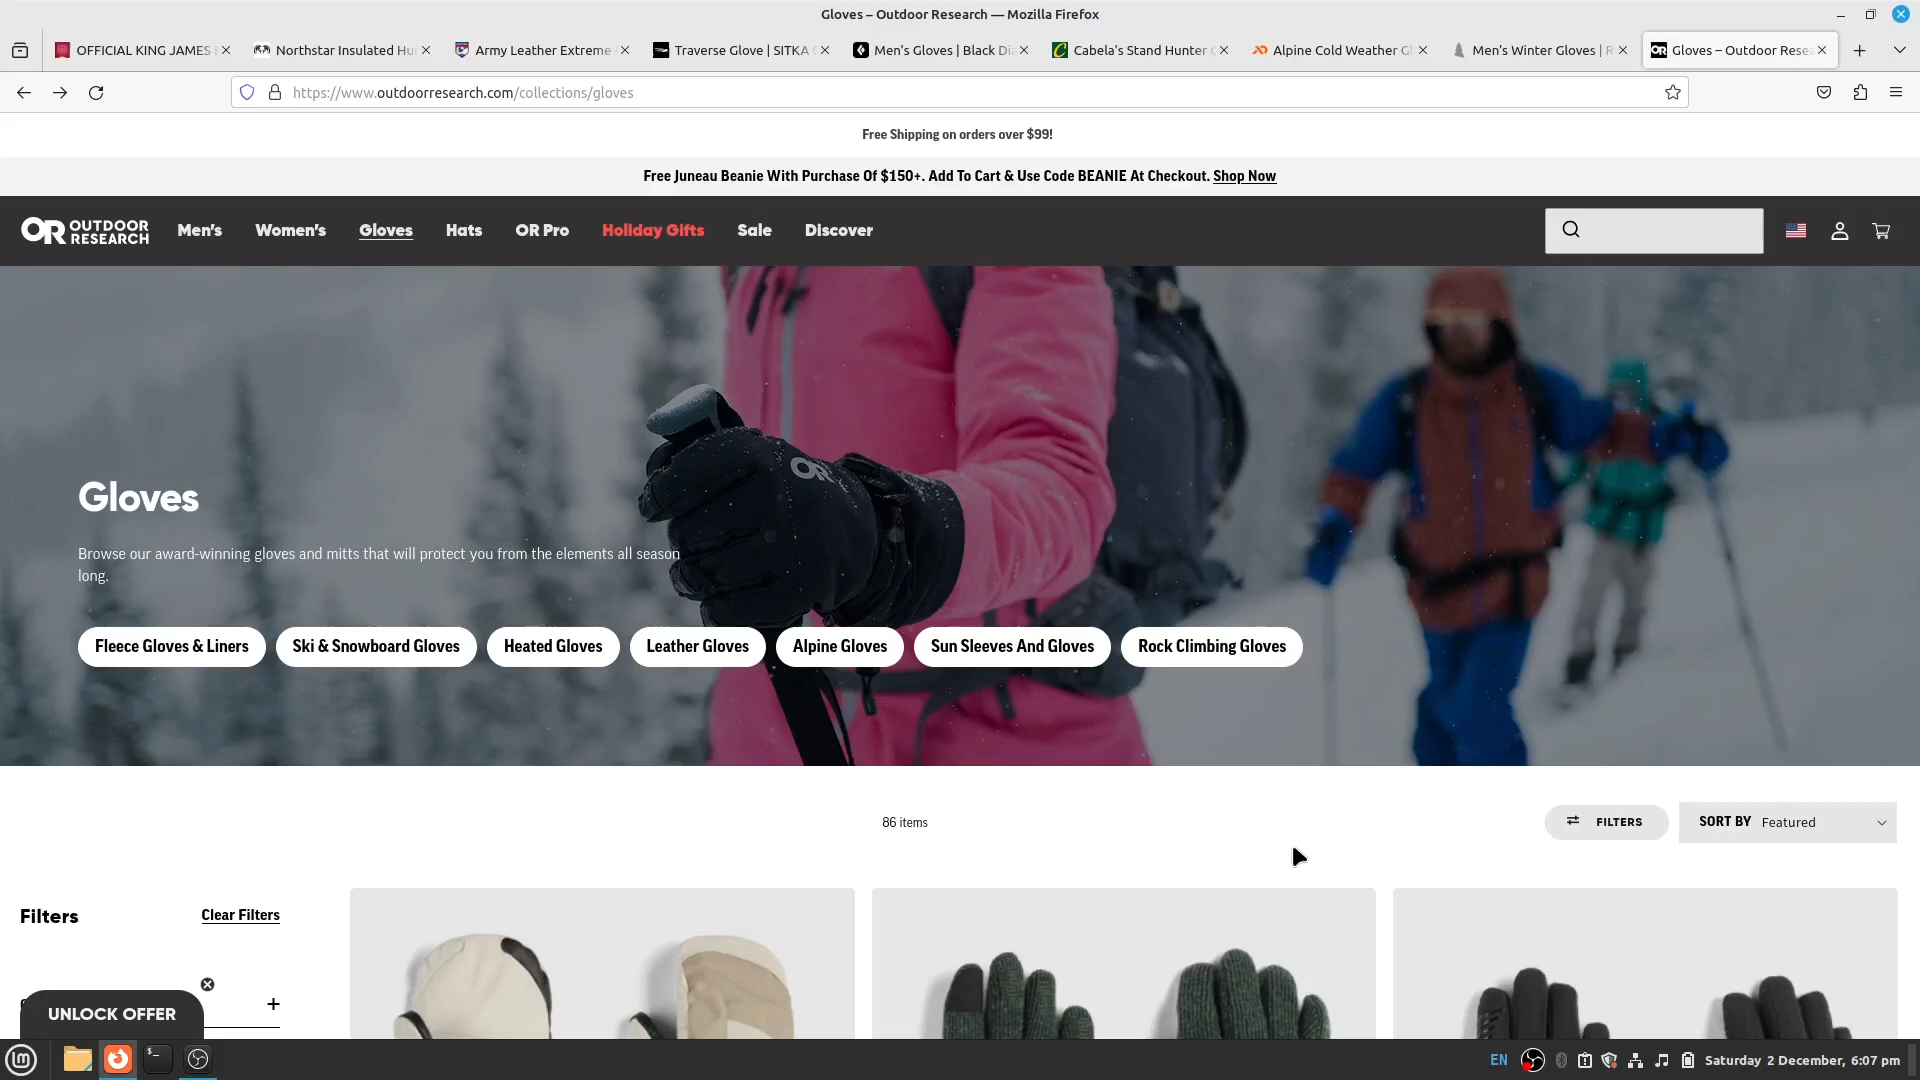 Gloves – Outdoor Research — Mozilla Firefox
OFFICIAL KING JAMES
Northstar Insulated Hu
Army Leather Extreme
Traverse Glove | SITKA
Men's Gloves | Black Dia
Cabela's Stand Hunter
Alpine Cold Weather Gl
Men's Winter Gloves | R
Gloves – Outdoor Resea
https://www.outdoorresearch.com/collections/gloves
Free Shipping on orders over $99!
Free Juneau Beanie With Purchase Of $150+. Add To Cart & Use Code BEANIE At Checkout. Shop Now
OR OUTDOOR RESEARCH
Men's
Women's
Gloves
Hats
OR Pro
Holiday Gifts
Sale
Discover
OR
Gloves
Browse our award-winning gloves and mitts that will protect you from the elements all season
long.
Fleece Gloves & Liners
Ski & Snowboard Gloves
Heated Gloves
Leather Gloves
Alpine Gloves
Sun Sleeves And Gloves
Rock Climbing Gloves
86 items
FILTERS
SORT BY Featured
Filters
Clear Filters
UNLOCK OFFER
EN
Saturday 2 December, 6:07 pm